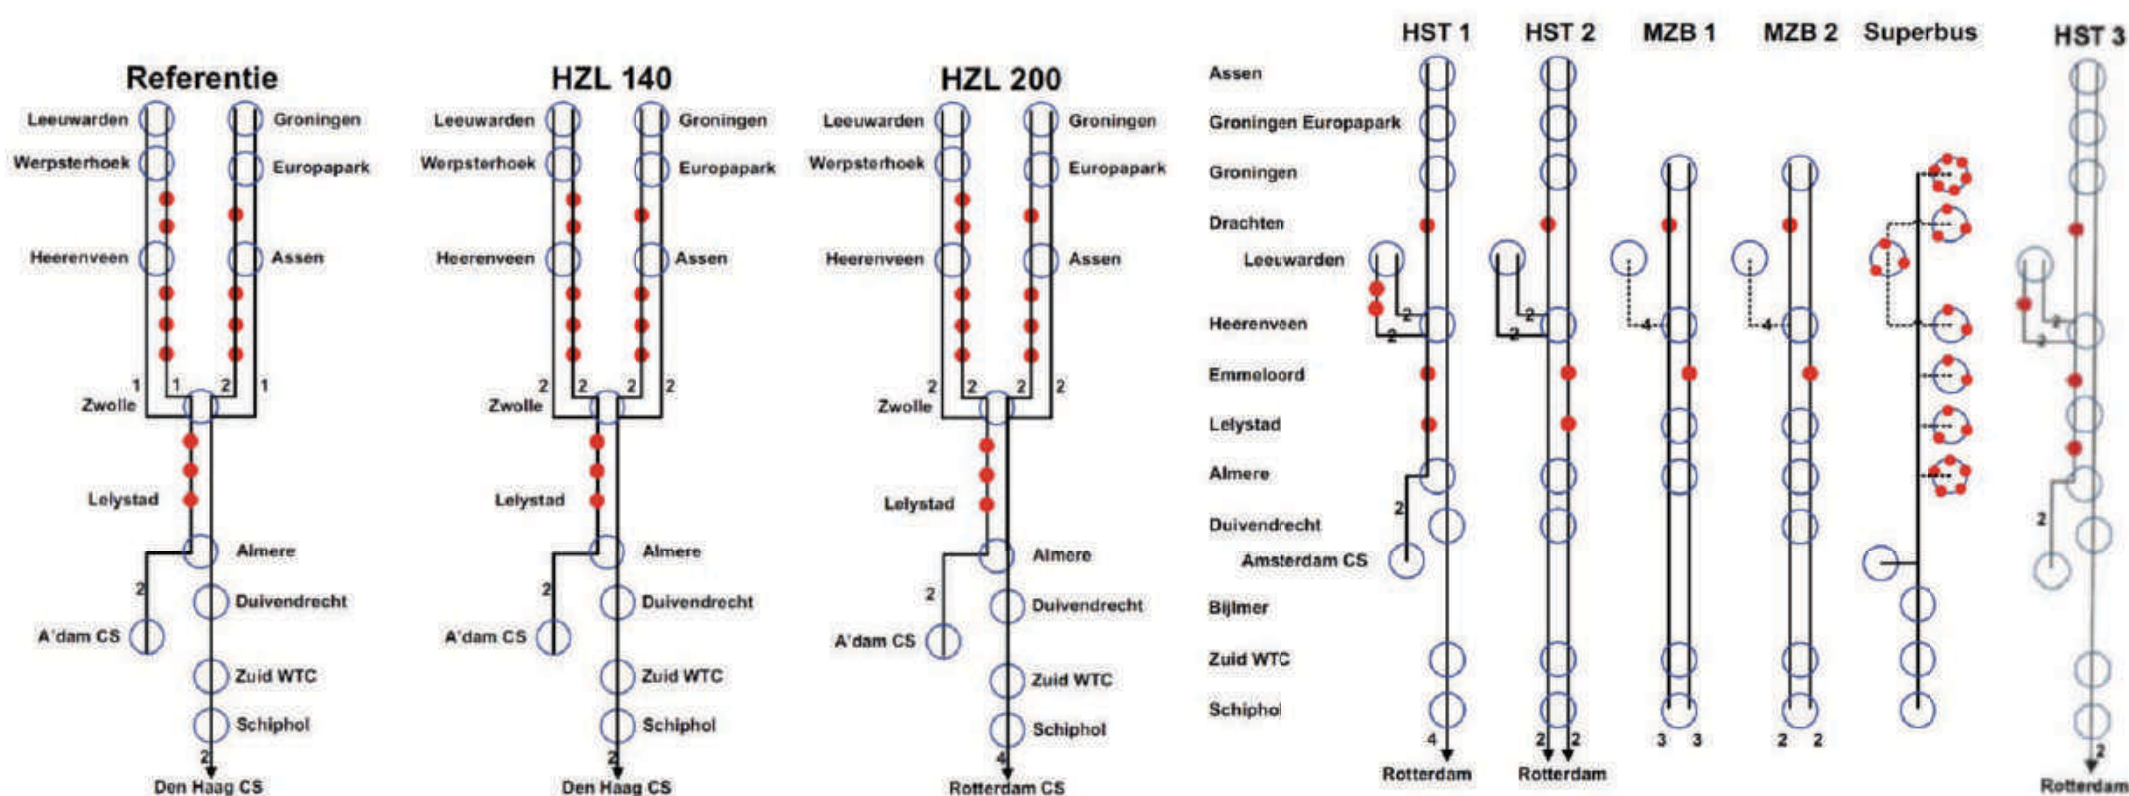 Referentie
Leeuwarden
Groningen
Werpsterhoek
Europapark
Heerenveen
Assen
1
1
2
1
Zwolle
Lelystad
Almere
2
Duivendrecht
A'dam CS
Zuid WTC
Schiphol
2
Den Haag CS
HZL 140
Leeuwarden
Groningen
Werpsterhoek
Europapark
Heerenveen
Assen
2
2
2
2
Zwolle
Lelystad
Almere
2
Duivendrecht
A'dam CS
Zuid WTC
Schiphol
2
Den Haag CS
HZL 200
Leeuwarden
Groningen
Werpsterhoek
Europapark
Heerenveen
Assen
2
2
2
2
Zwolle
Lelystad
Almere
2
Duivendrecht
A'dam CS
Zuid WTC
Schiphol
4
Rotterdam CS
HST 1 HST 2 MZB 1 MZB 2 Superbus HST 3
Assen
Groningen Europapark
Groningen
Drachten
Leeuwarden
2 2 2
Heerenveen 4 4
2 2 2
Emmeloord
Lelystad
Almere
2 2
Duivendrecht
Amsterdam CS
Bijlmer
Zuid WTC
Schiphol
4 2 2 3 3 2 2 2
Rotterdam Rotterdam Rotterdam